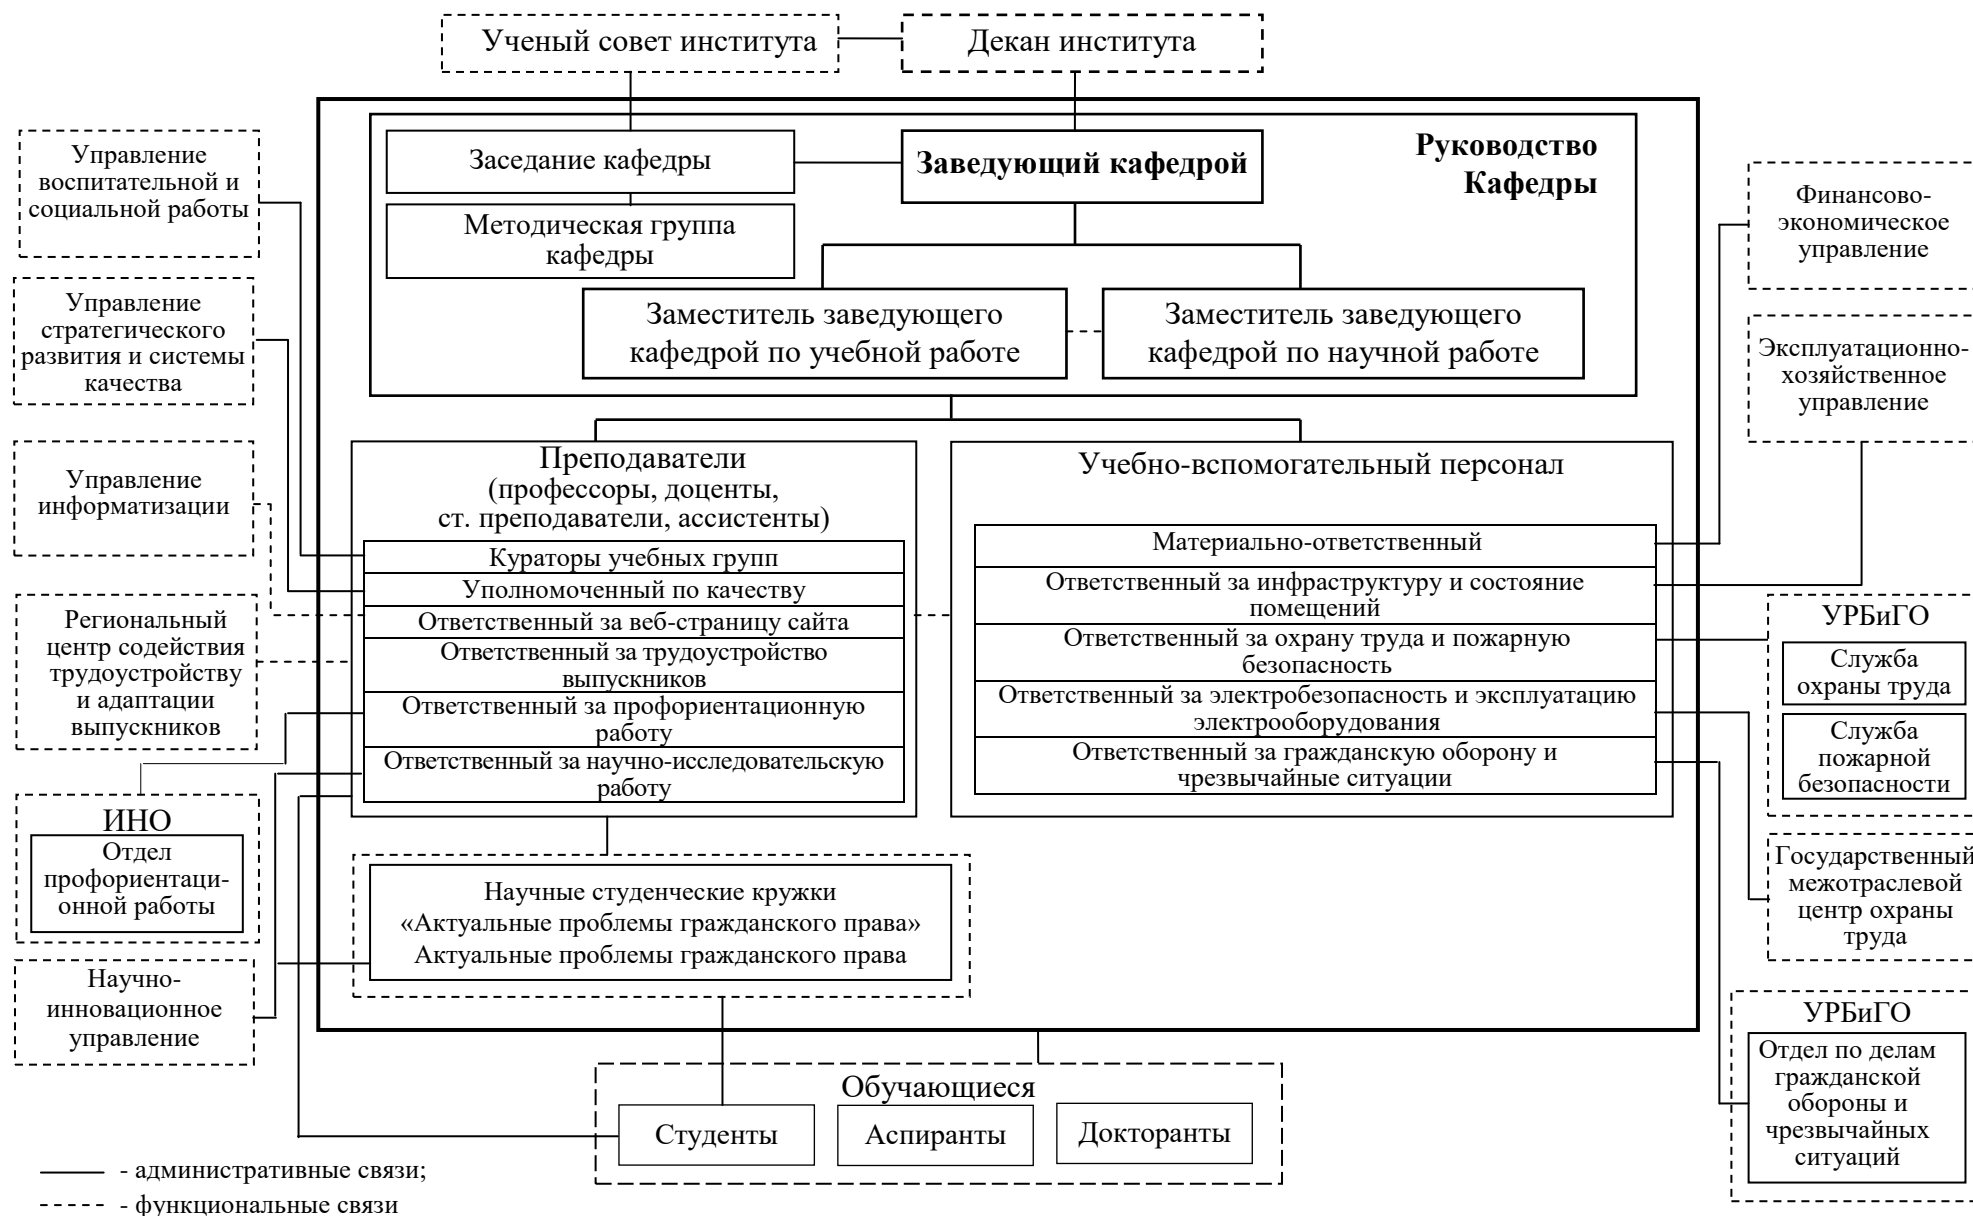 Ученый совет института
Декан института
Руководство
Кафедры
Заседание кафедры
Заведующий кафедрой
Методическая группа
кафедры
Заместитель заведующего
кафедрой по учебной работе
Заместитель заведующего
кафедрой по научной работе
Управление
воспитательной и
социальной работы
Управление
стратегического
развития и системы
качества
Управление
информатизации
Региональный
центр содействия
трудоустройству
и адаптации
выпускников
ИНО
Отдел
профориентаци-
онной работы
Научно-
инновационное
управление
Преподаватели
(профессоры, доценты,
ст. преподаватели, ассистенты)
Кураторы учебных групп
Уполномоченный по качеству
Ответственный за веб-страницу сайта
Ответственный за трудоустройство
выпускников
Ответственный за профориентационную
работу
Ответственный за научно-исследовательскую
работу
Учебно-вспомогательный персонал
Материально-ответственный
Ответственный за инфраструктуру и состояние
помещений
Ответственный за охрану труда и пожарную
безопасность
Ответственный за электробезопасность и эксплуатацию
электрооборудования
Ответственный за гражданскую оборону и
чрезвычайные ситуации
Финансово-
экономическое
управление
Эксплуатационно-
хозяйственное
управление
УРБиГО
Служба
охраны труда
Служба
пожарной
безопасности
Государственный
межотраслевой
центр охраны
труда
УРБиГО
Отдел по делам
гражданской
обороны и
чрезвычайных
ситуаций
Научные студенческие кружки
«Актуальные проблемы гражданского права»
Актуальные проблемы гражданского права
Обучающиеся
Студенты
Аспиранты
Докторанты
- административные связи;
- функциональные связи